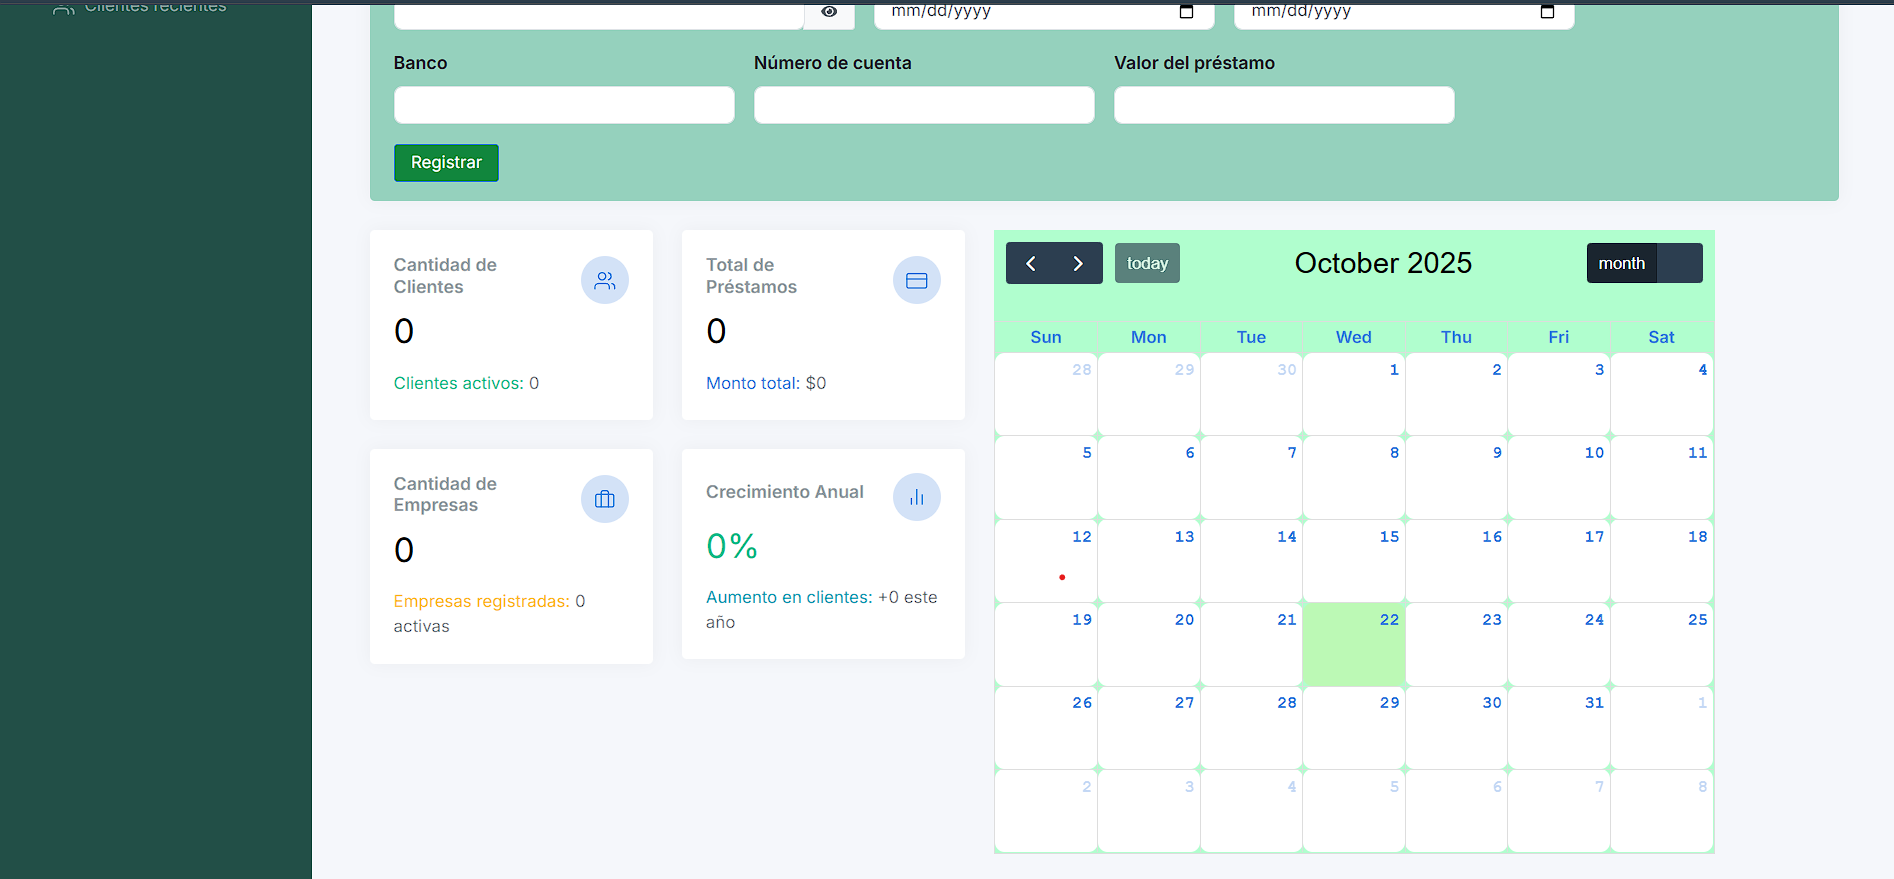 Clientes recientes
mm/dd/yyyy
mm/dd/yyyy
Banco
Número de cuenta
Valor del préstamo
Registrar
Cantidad de
Clientes
0
Clientes activos: 0
Total de
Préstamos
0
Monto total: $0
Cantidad de
Empresas
0
Empresas registradas: 0
activas
Crecimiento Anual
0%
Aumento en clientes: +0 este
año
today
October 2025
month
Sun Mon Tue Wed Thu Fri Sat
28 29 30 1 2 3 4
5 6 7 8 9 10 11
12 13 14 15 16 17 18
19 20 21 22 23 24 25
26 27 28 29 30 31 1
2 3 4 5 6 7 8